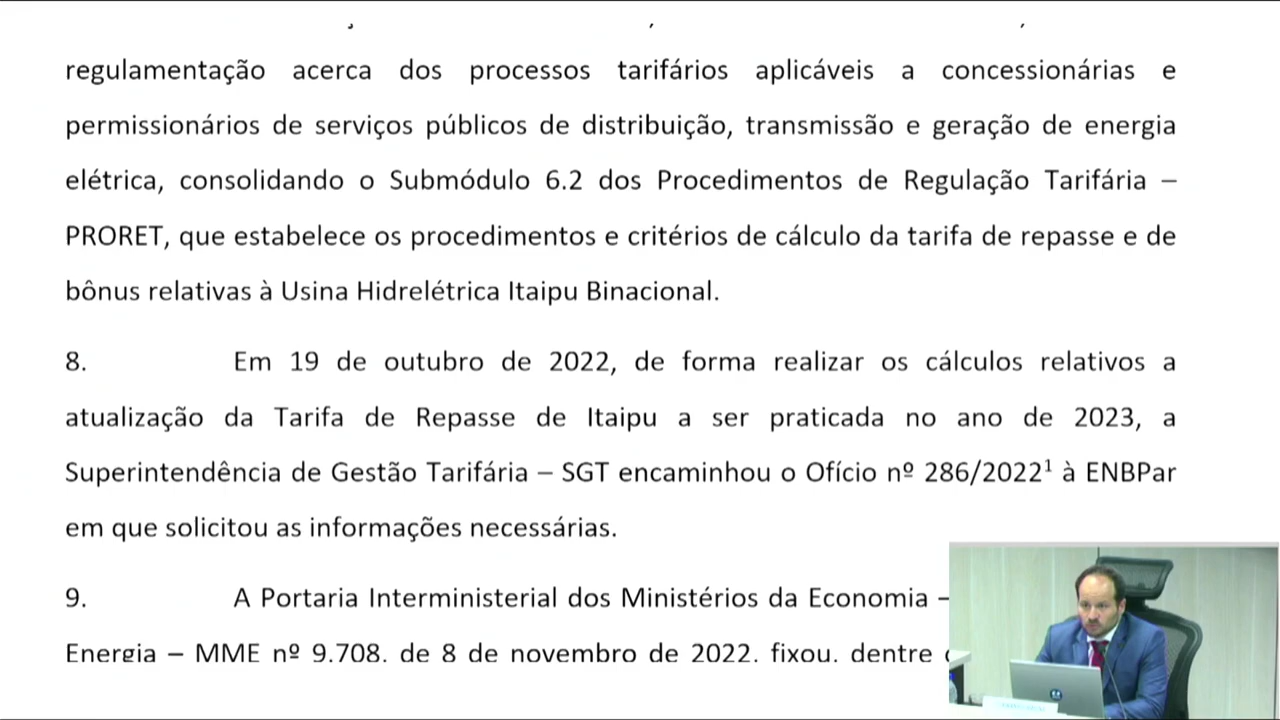 regulamentação acerca dos processos tarifários aplicáveis a concessionárias e
permissionários de serviços públicos de distribuição, transmissão e geração de energia
elétrica, consolidando o Submódulo 6.2 dos Procedimentos de Regulação Tarifária –
PRORET, que estabelece os procedimentos e critérios de cálculo da tarifa de repasse e de
bônus relativas à Usina Hidrelétrica Itaipu Binacional.
8. Em 19 de outubro de 2022, de forma realizar os cálculos relativos a
atualização da Tarifa de Repasse de Itaipu a ser praticada no ano de 2023, a
Superintendência de Gestão Tarifária – SGT encaminhou o Ofício nº 286/2022¹ à ENBPar
em que solicitou as informações necessárias.
9. A Portaria Interministerial dos Ministérios da Economia –
Energia – MME nº 9.708, de 8 de novembro de 2022, fixou, dentre